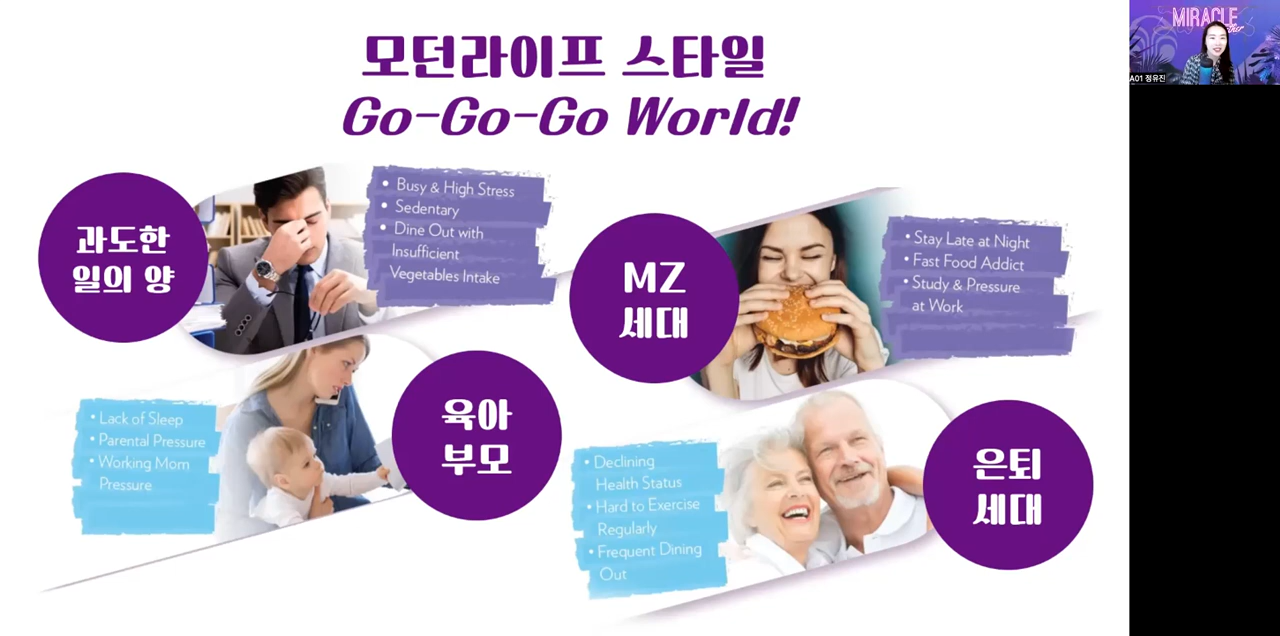 모던라이프 스타일
Go-Go-Go World!
과도한
일의 양
• Busy & High Stress
• Sedentary
• Dine Out with
Insufficient
Vegetables Intake
MZ
세대
• Stay Late at Night
• Fast Food Addict
• Study & Pressure
at Work
• Lack of Sleep
• Parental Pressure
• Working Mom
Pressure
육아
부모
• Declining
Health Status
• Hard to Exercise
Regularly
• Frequent Dining
Out
은퇴
세대
MIRACLE
A01 정유진